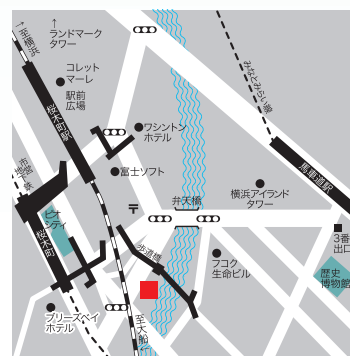 ↑至横浜
↑
ランドマーク
タワー
コレット
マーレ
駅前
広場
桜木町駅
ワシントン
ホテル
みなとみらい線
馬車道駅
市営
地下鉄
富士ソフト
横浜アイランド
タワー
弁天橋
〒
ピオ
シティ
桜木町
歩道橋
フコク
生命ビル
3番
出口
歴史
博物館
ブリーズベイ
ホテル
至大船↓